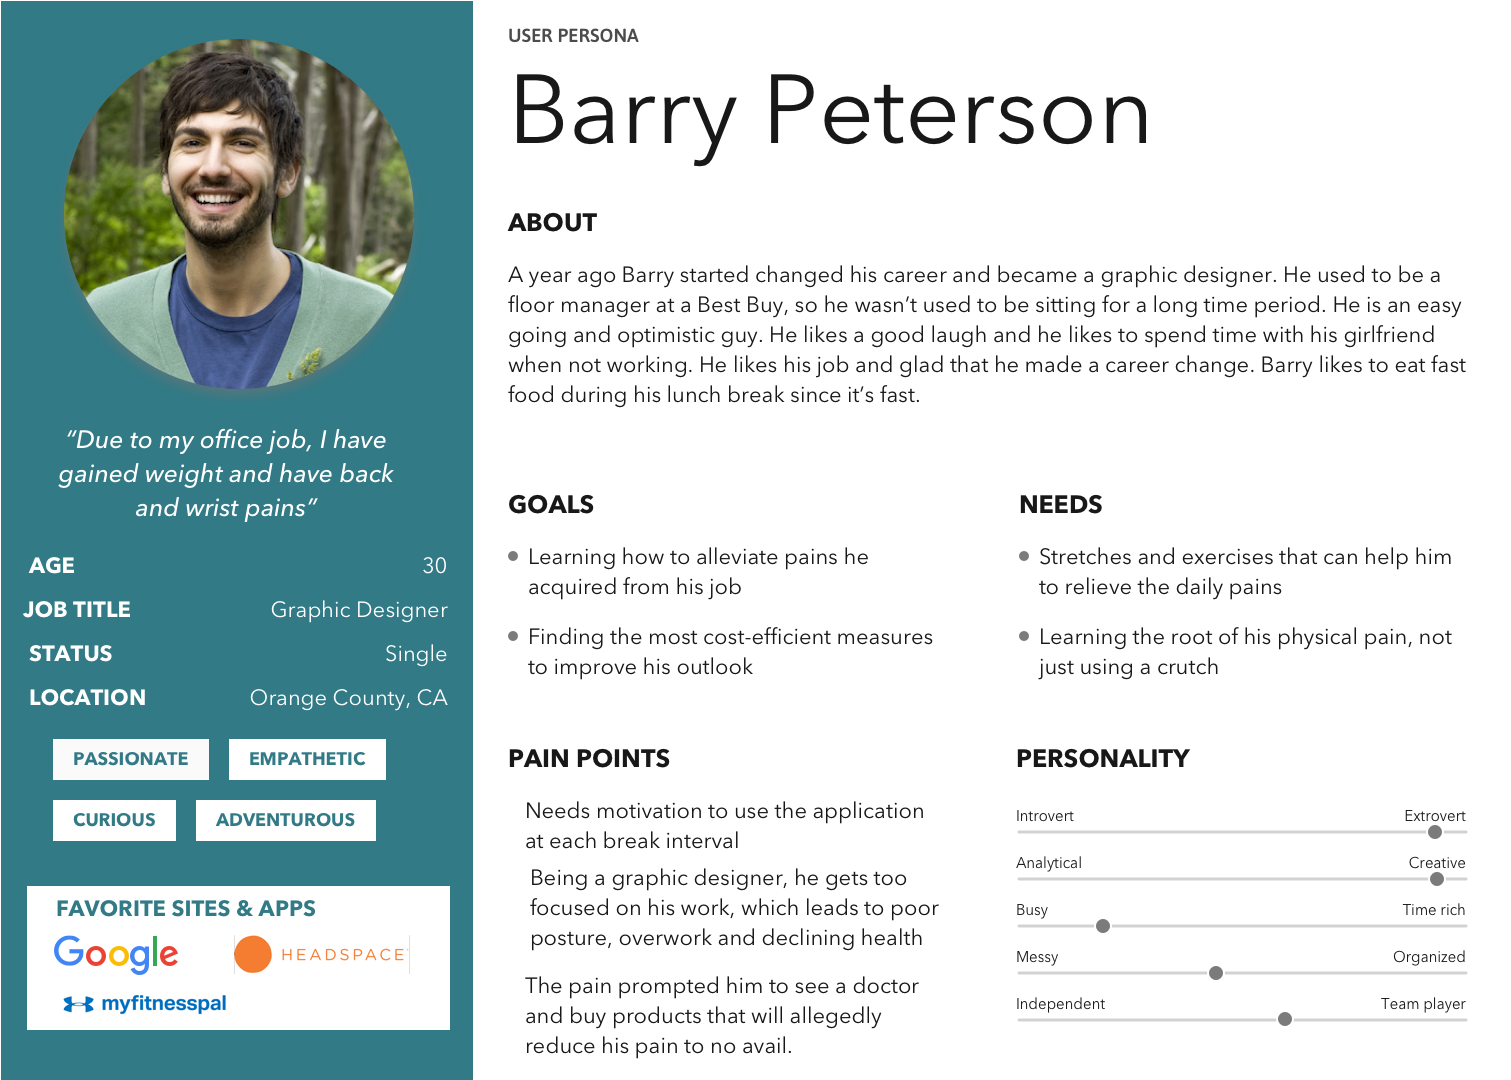 “Due to my office job, I have
gained weight and have back
and wrist pains”
AGE 30
JOB TITLE Graphic Designer
STATUS Single
LOCATION Orange County, CA
PASSIONATE EMPATHETIC
CURIOUS ADVENTUROUS
FAVORITE SITES & APPS
Google HEADSPACE
myfitnesspal
USER PERSONA
Barry Peterson
ABOUT
A year ago Barry started changed his career and became a graphic designer. He used to be a
floor manager at a Best Buy, so he wasn’t used to be sitting for a long time period. He is an easy
going and optimistic guy. He likes a good laugh and he likes to spend time with his girlfriend
when not working. He likes his job and glad that he made a career change. Barry likes to eat fast
food during his lunch break since it’s fast.
GOALS
Learning how to alleviate pains he
acquired from his job
Finding the most cost-efficient measures
to improve his outlook
NEEDS
Stretches and exercises that can help him
to relieve the daily pains
Learning the root of his physical pain, not
just using a crutch
PAIN POINTS
Needs motivation to use the application
at each break interval
Being a graphic designer, he gets too
focused on his work, which leads to poor
posture, overwork and declining health
The pain prompted him to see a doctor
and buy products that will allegedly
reduce his pain to no avail.
PERSONALITY
Introvert Extrovert
Analytical Creative
Busy Time rich
Messy Organized
Independent Team player